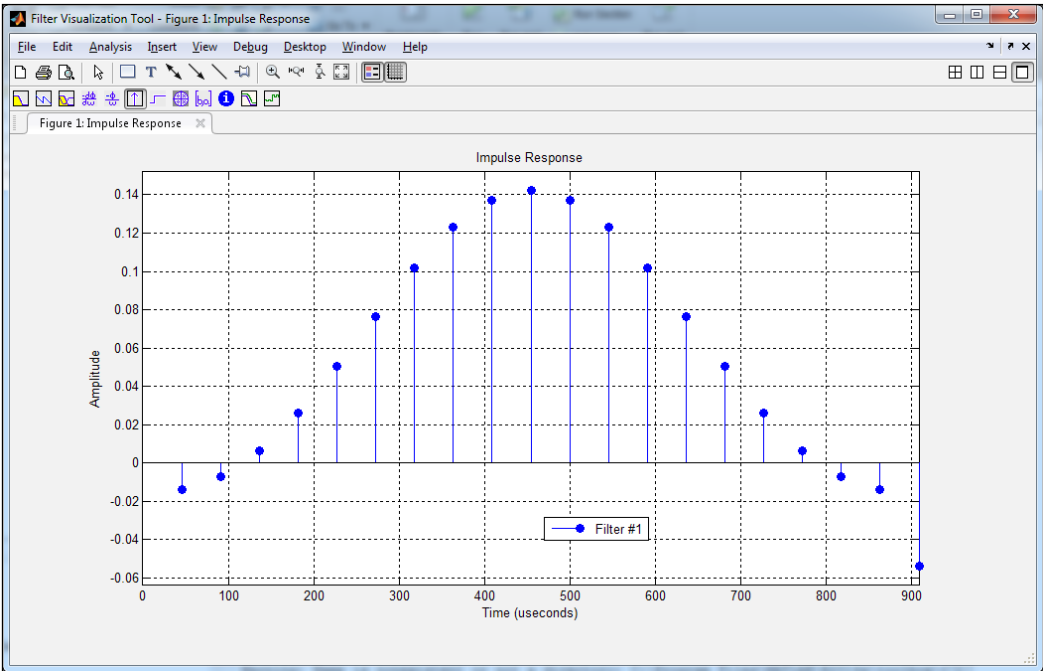 Filter Visualization Tool - Figure 1: Impulse Response
File Edit Analysis Insert View Debug Desktop Window Help
Figure 1: Impulse Response
Impulse Response
Amplitude
0.14
0.12
0.1
0.08
0.06
0.04
0.02
0
-0.02
-0.04
-0.06
Filter #1
0 100 200 300 400 500 600 700 800 900
Time (useconds)